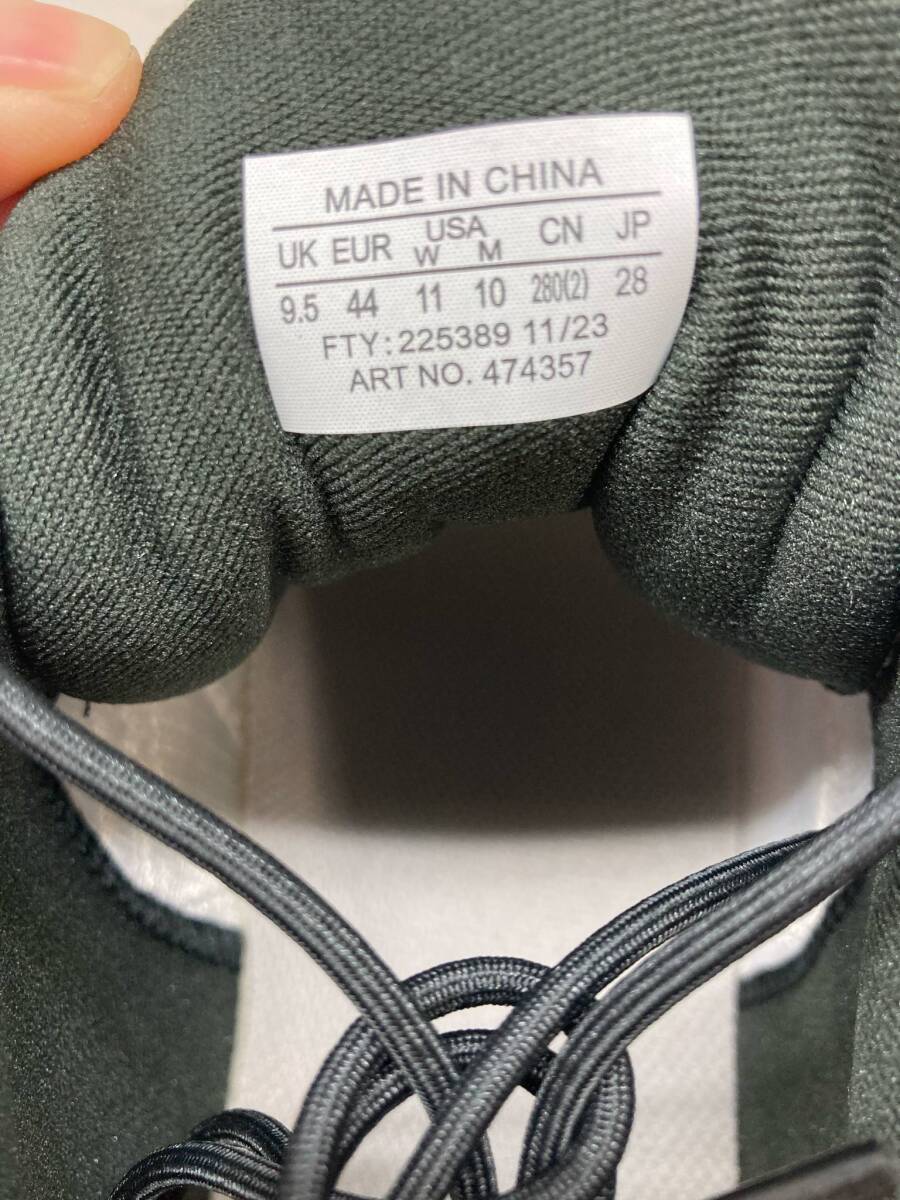 MADE IN CHINA
UK EUR USA W M CN JP
9.5 44 11 10 280(2) 28
FTY: 225389 11/23
ART NO. 474357